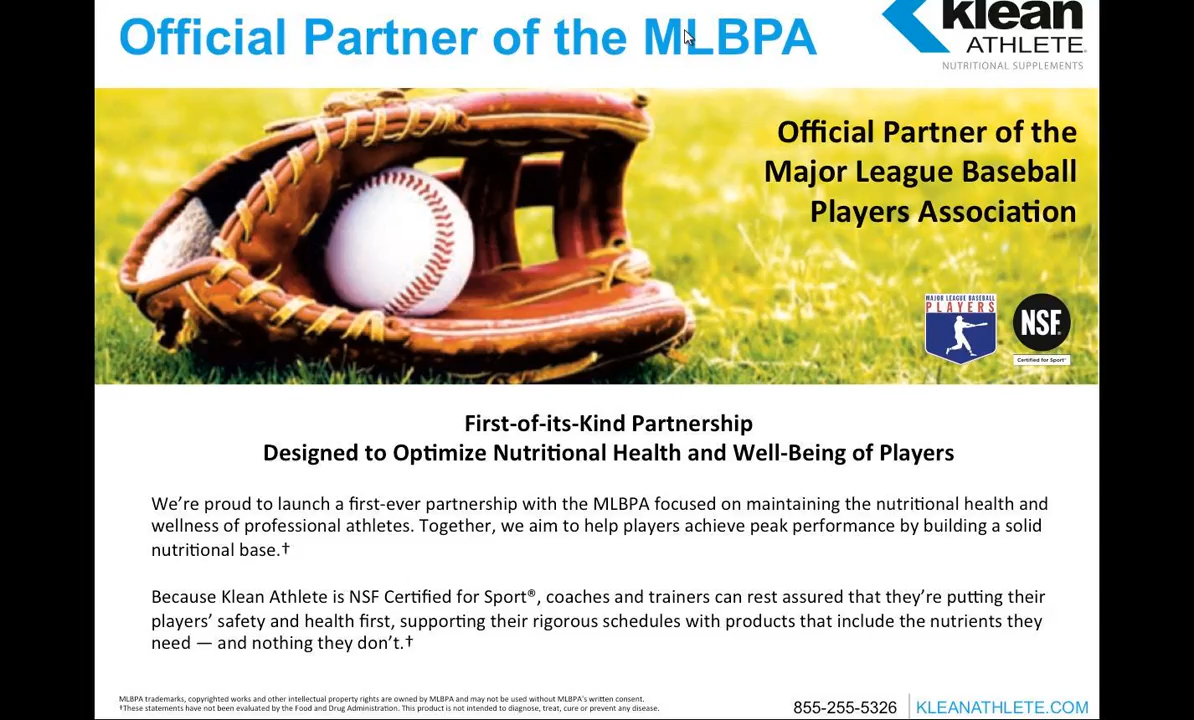 Official Partner of the MLBPA
klean
ATHLETE®
NUTRITIONAL SUPPLEMENTS
Official Partner of the
Major League Baseball
Players Association
MAJOR LEAGUE BASEBALL
PLAYERS
NSF
Certified for Sport®
First-of-its-Kind Partnership
Designed to Optimize Nutritional Health and Well-Being of Players
We’re proud to launch a first-ever partnership with the MLBPA focused on maintaining the nutritional health and
wellness of professional athletes. Together, we aim to help players achieve peak performance by building a solid
nutritional base.†
Because Klean Athlete is NSF Certified for Sport®, coaches and trainers can rest assured that they’re putting their
players’ safety and health first, supporting their rigorous schedules with products that include the nutrients they
need — and nothing they don’t.†
MLBPA trademarks, copyrighted works and other intellectual property rights are owned by MLBPA and may not be used without MLBPA's written consent.
†These statements have not been evaluated by the Food and Drug Administration. This product is not intended to diagnose, treat, cure or prevent any disease.
855-255-5326
KLEANATHLETE.COM